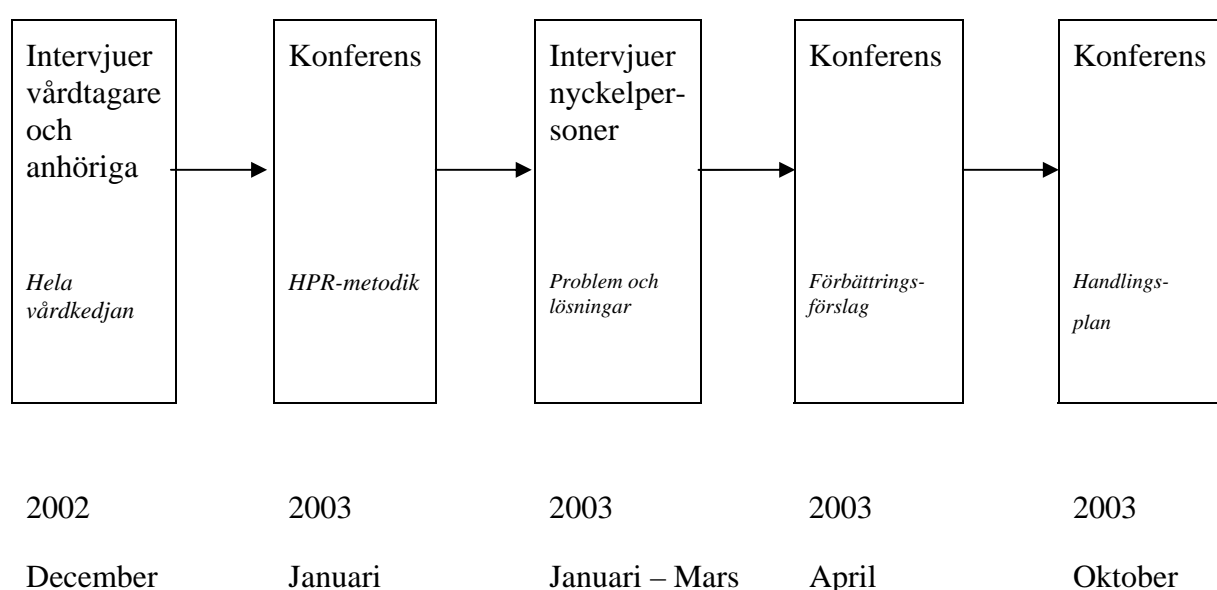 Intervjuer
vårdtagare
och
anhöriga
Hela
vårdkedjan
Konferens
HPR-metodik
Intervjuer
nyckelper-
soner
Problem och
lösningar
Konferens
Förbättrings-
förslag
Konferens
Handlings-
plan
2002
December
2003
Januari
2003
Januari – Mars
2003
April
2003
Oktober